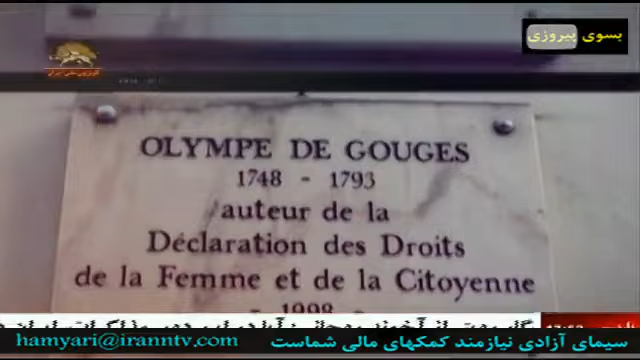 بسوی پیروزی
OLYMPE DE GOUGES
1748 - 1793
auteur de la
Déclaration des Droits
de la Femme et de la Citoyenne
- 1998 -
سیمای آزادی نیازمند کمکهای مالی شماست
hamyari@iranntv.com